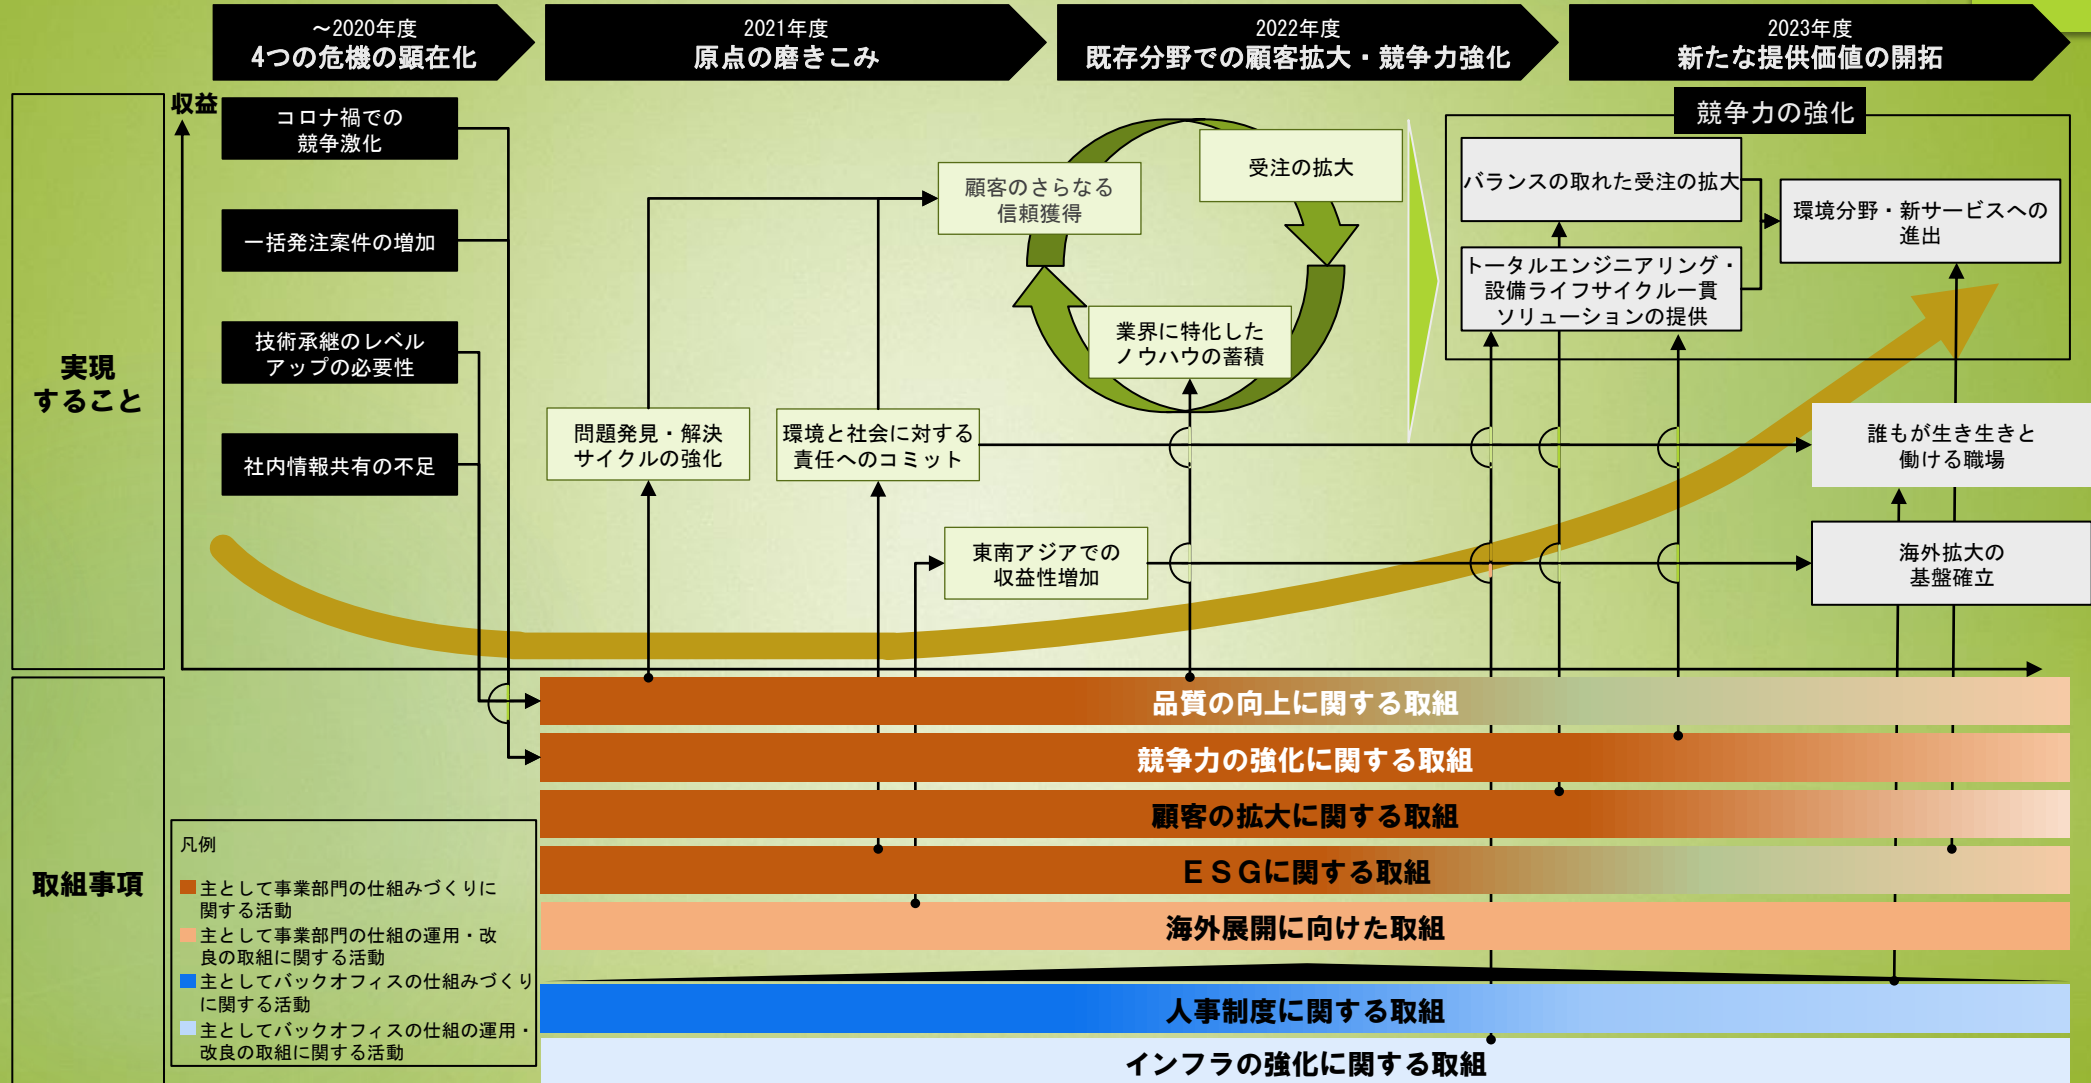 ～2020年度
4つの危機の顕在化
2021年度
原点の磨きこみ
2022年度
既存分野での顧客拡大・競争力強化
2023年度
新たな提供価値の開拓
実現
すること
収益
コロナ禍での
競争激化
一括発注案件の増加
技術承継のレベル
アップの必要性
社内情報共有の不足
問題発見・解決
サイクルの強化
環境と社会に対する
責任へのコミット
顧客のさらなる
信頼獲得
受注の拡大
業界に特化した
ノウハウの蓄積
東南アジアでの
収益性増加
競争力の強化
バランスの取れた受注の拡大
トータルエンジニアリング・
設備ライフサイクル一貫
ソリューションの提供
環境分野・新サービスへの
進出
誰もが生き生きと
働ける職場
海外拡大の
基盤確立
取組事項
品質の向上に関する取組
競争力の強化に関する取組
顧客の拡大に関する取組
ＥＳＧに関する取組
海外展開に向けた取組
人事制度に関する取組
インフラの強化に関する取組
凡例
主として事業部門の仕組みづくりに
関する活動
主として事業部門の仕組の運用・改
良の取組に関する活動
主としてバックオフィスの仕組みづくり
に関する活動
主としてバックオフィスの仕組の運用・
改良の取組に関する活動